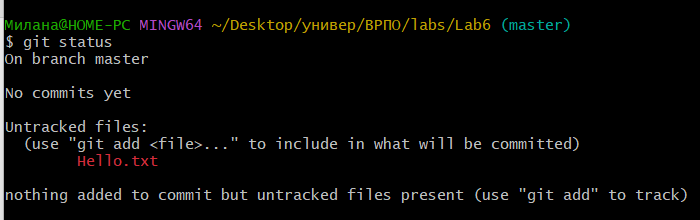 Милана@HOME-PC MINGW64 ~/Desktop/универ/ВРПО/labs/Lab6 (master)
$ git status
On branch master
No commits yet
Untracked files:
(use "git add <file>..." to include in what will be committed)
Hello.txt
nothing added to commit but untracked files present (use "git add" to track)